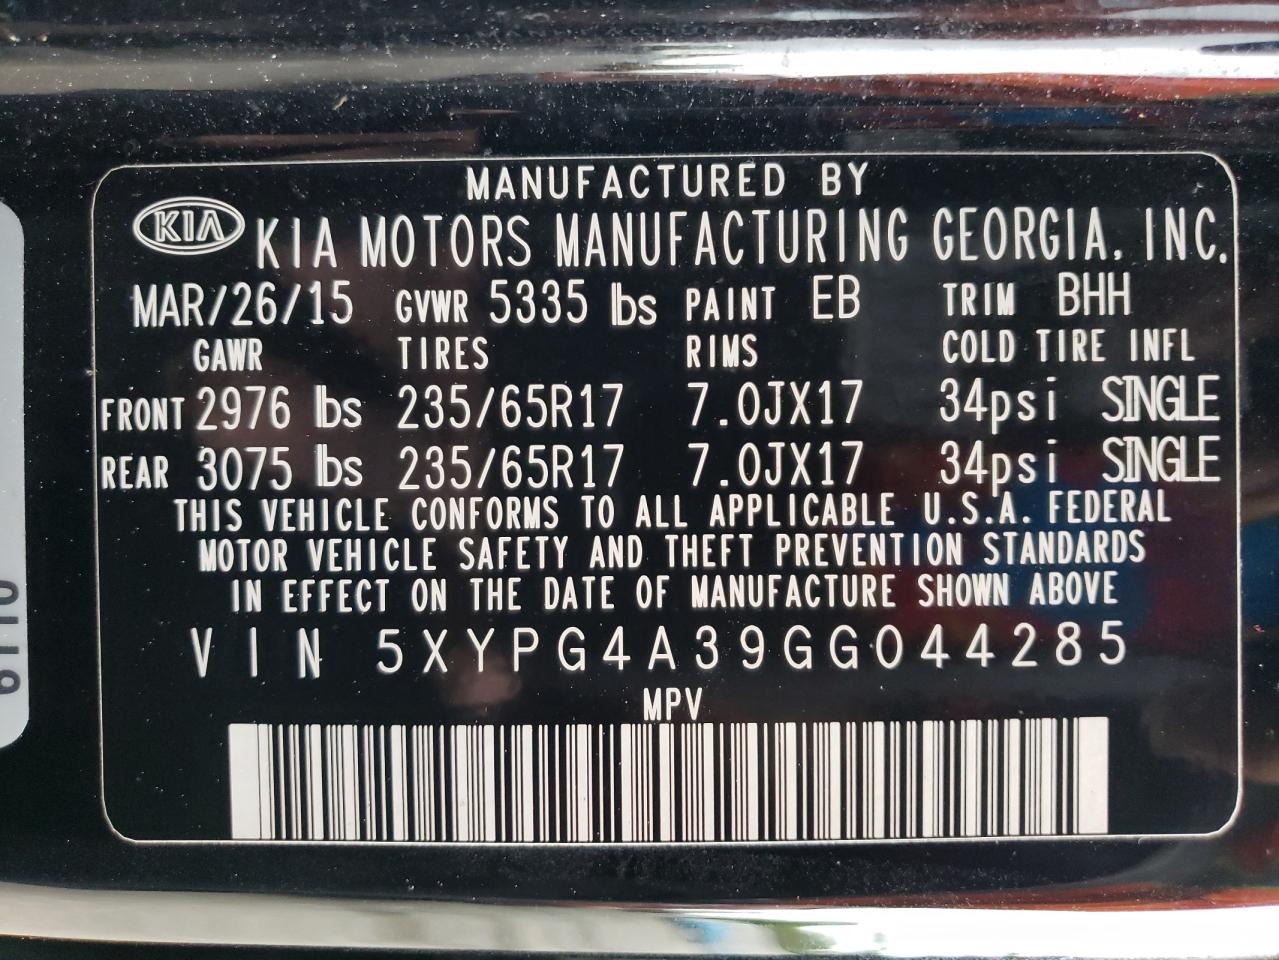 MANUFACTURED BY
KIA KIA MOTORS MANUFACTURING GEORGIA, INC.
MAR/26/15 GVWR 5335 lbs PAINT EB TRIM BHH
GAWR TIRES RIMS COLD TIRE INFL
FRONT 2976 lbs 235/65R17 7.0JX17 34psi SINGLE
REAR 3075 lbs 235/65R17 7.0JX17 34psi SINGLE
THIS VEHICLE CONFORMS TO ALL APPLICABLE U.S.A. FEDERAL
MOTOR VEHICLE SAFETY AND THEFT PREVENTION STANDARDS
IN EFFECT ON THE DATE OF MANUFACTURE SHOWN ABOVE
VIN 5XYPG4A39GG044285
MPV